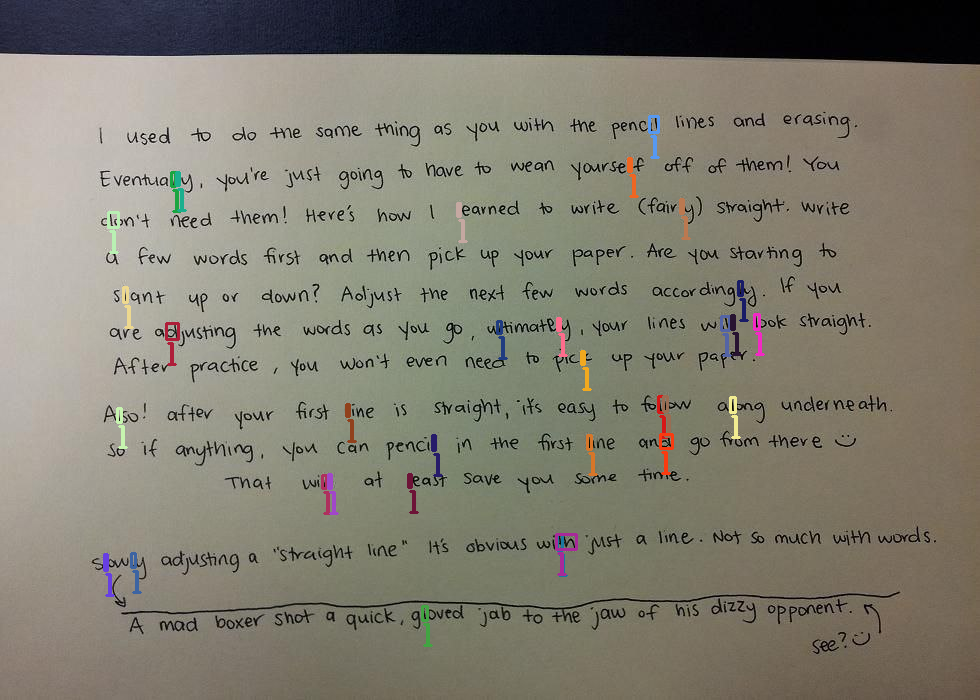 I used to do the same thing as you with the pencil lines and erasing.
Eventually, you're just going to have to wean yourself off of them! You
don't need them! Here's how I learned to write (fairly) straight. Write
a few words first and then pick up your paper. Are you starting to
slant up or down? Adjust the next few words accordingly. If you
are adjusting the words as you go, ultimately, your lines will look straight.
After practice, you won't even need to pick up your paper.
Also! after your first line is straight, it's easy to follow along underneath.
So if anything, you can pencil in the first line and go from there
That will at least save you some time.
slowly adjusting a "straight line" It's obvious with just a line. Not so much with words.
A mad boxer shot a quick, gloved jab to the jaw of his dizzy opponent.
see?